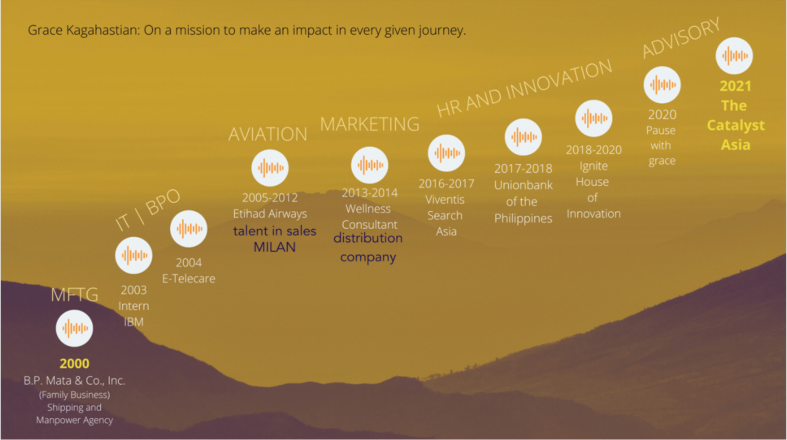 Grace Kagahastian: On a mission to make an impact in every given journey.
MFTG
2000
B.P. Mata & Co., Inc.
(Family Business)
Shipping and
Manpower Agency
IT | BPO
2003
Intern
IBM
2004
E-Telecare
AVIATION
2005-2012
Etihad Airways
talent in sales
MILAN
MARKETING
2013-2014
Wellness
Consultant
distribution
company
HR AND INNOVATION
2016-2017
Viventis
Search
Asia
2017-2018
Unionbank
of the
Philippines
2018-2020
Ignite
House
of
Innovation
ADVISORY
2020
Pause
with
grace
2021
The
Catalyst
Asia